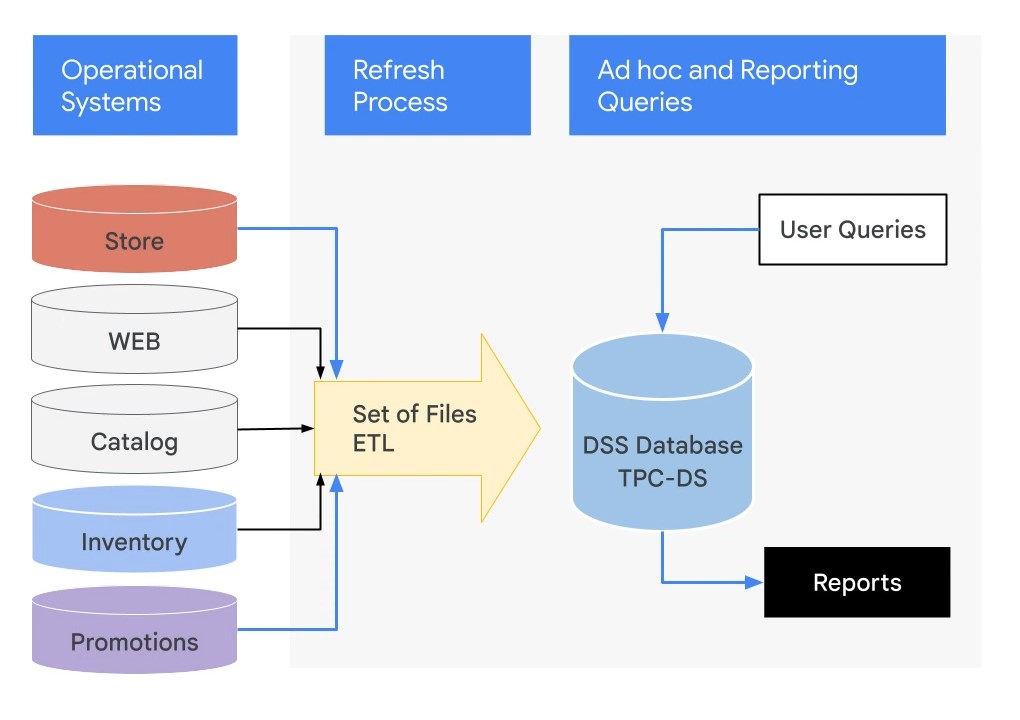 Operational
Systems
Refresh
Process
Ad hoc and Reporting
Queries
Store
WEB
Catalog
Inventory
Promotions
Set of Files
ETL
User Queries
DSS Database
TPC-DS
Reports